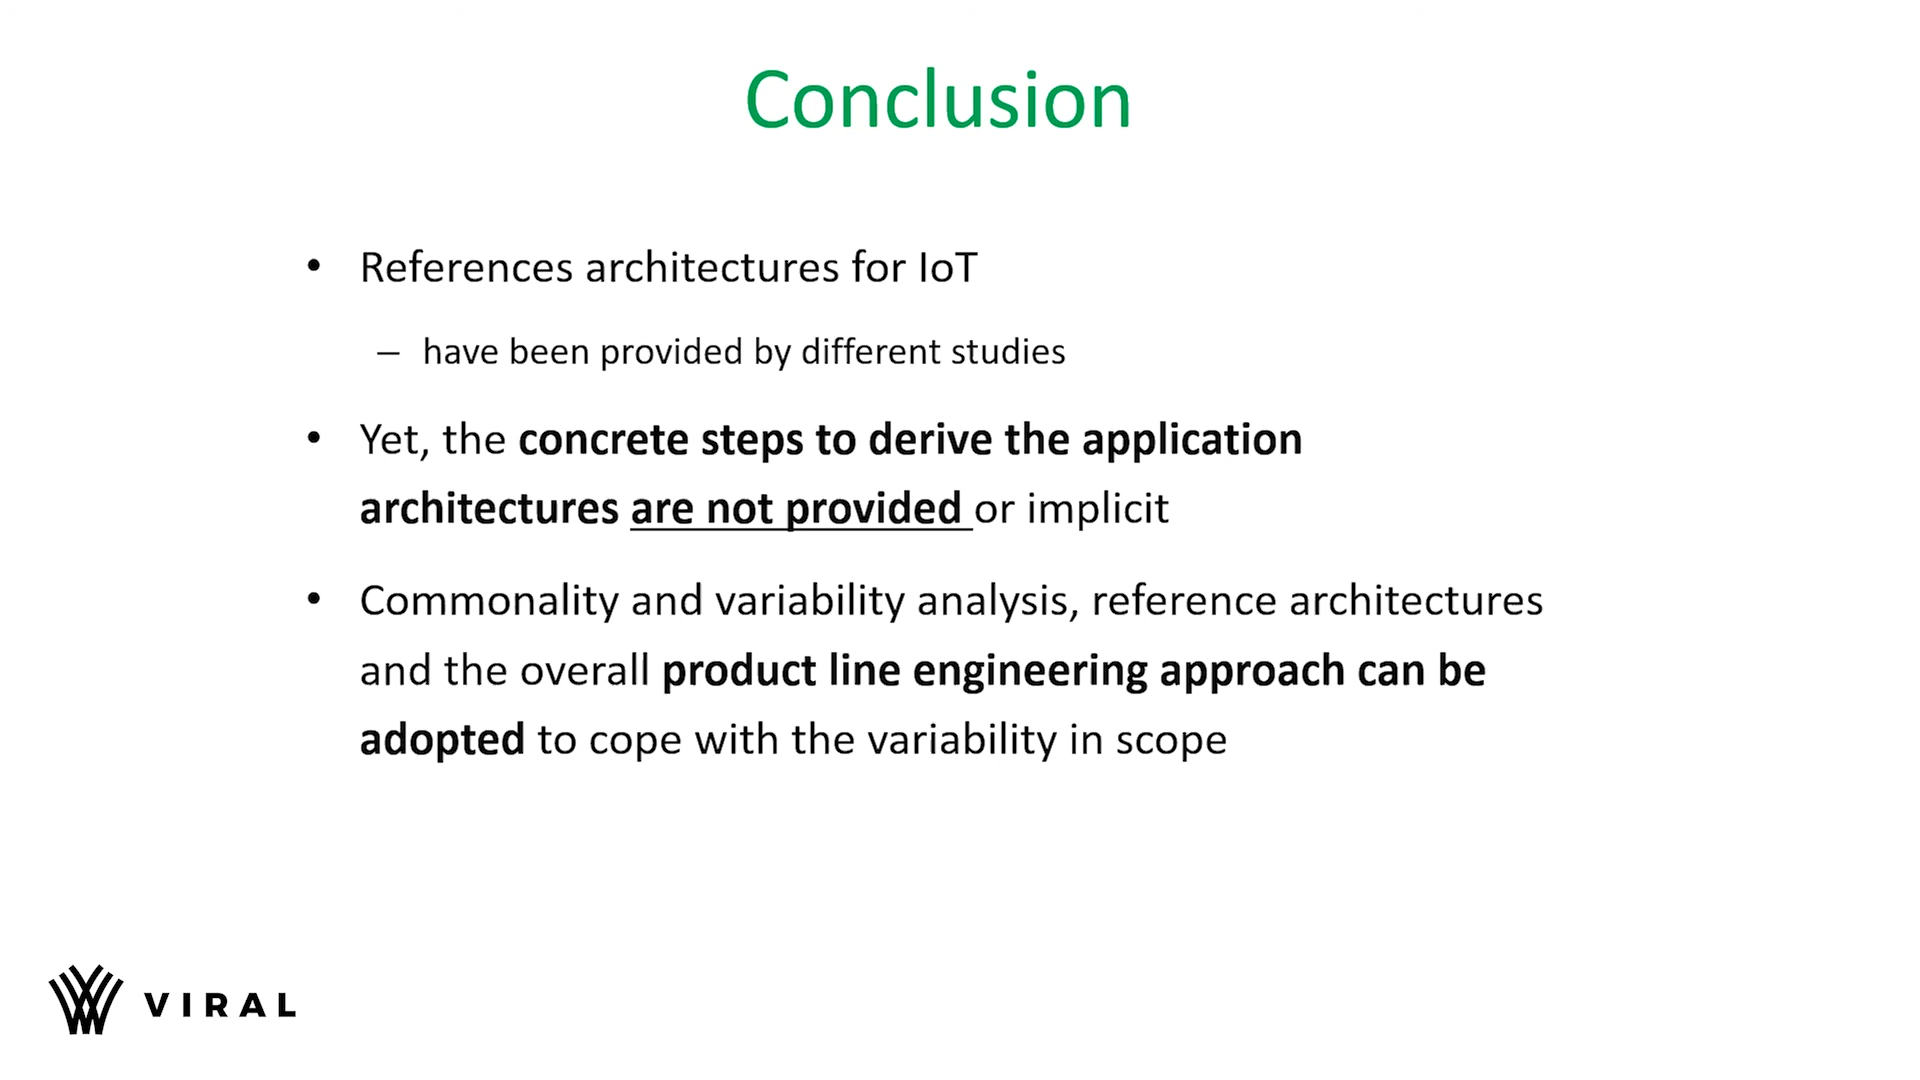 Conclusion
• References architectures for IoT
– have been provided by different studies
• Yet, the concrete steps to derive the application
architectures are not provided or implicit
• Commonality and variability analysis, reference architectures
and the overall product line engineering approach can be
adopted to cope with the variability in scope
VIRAL